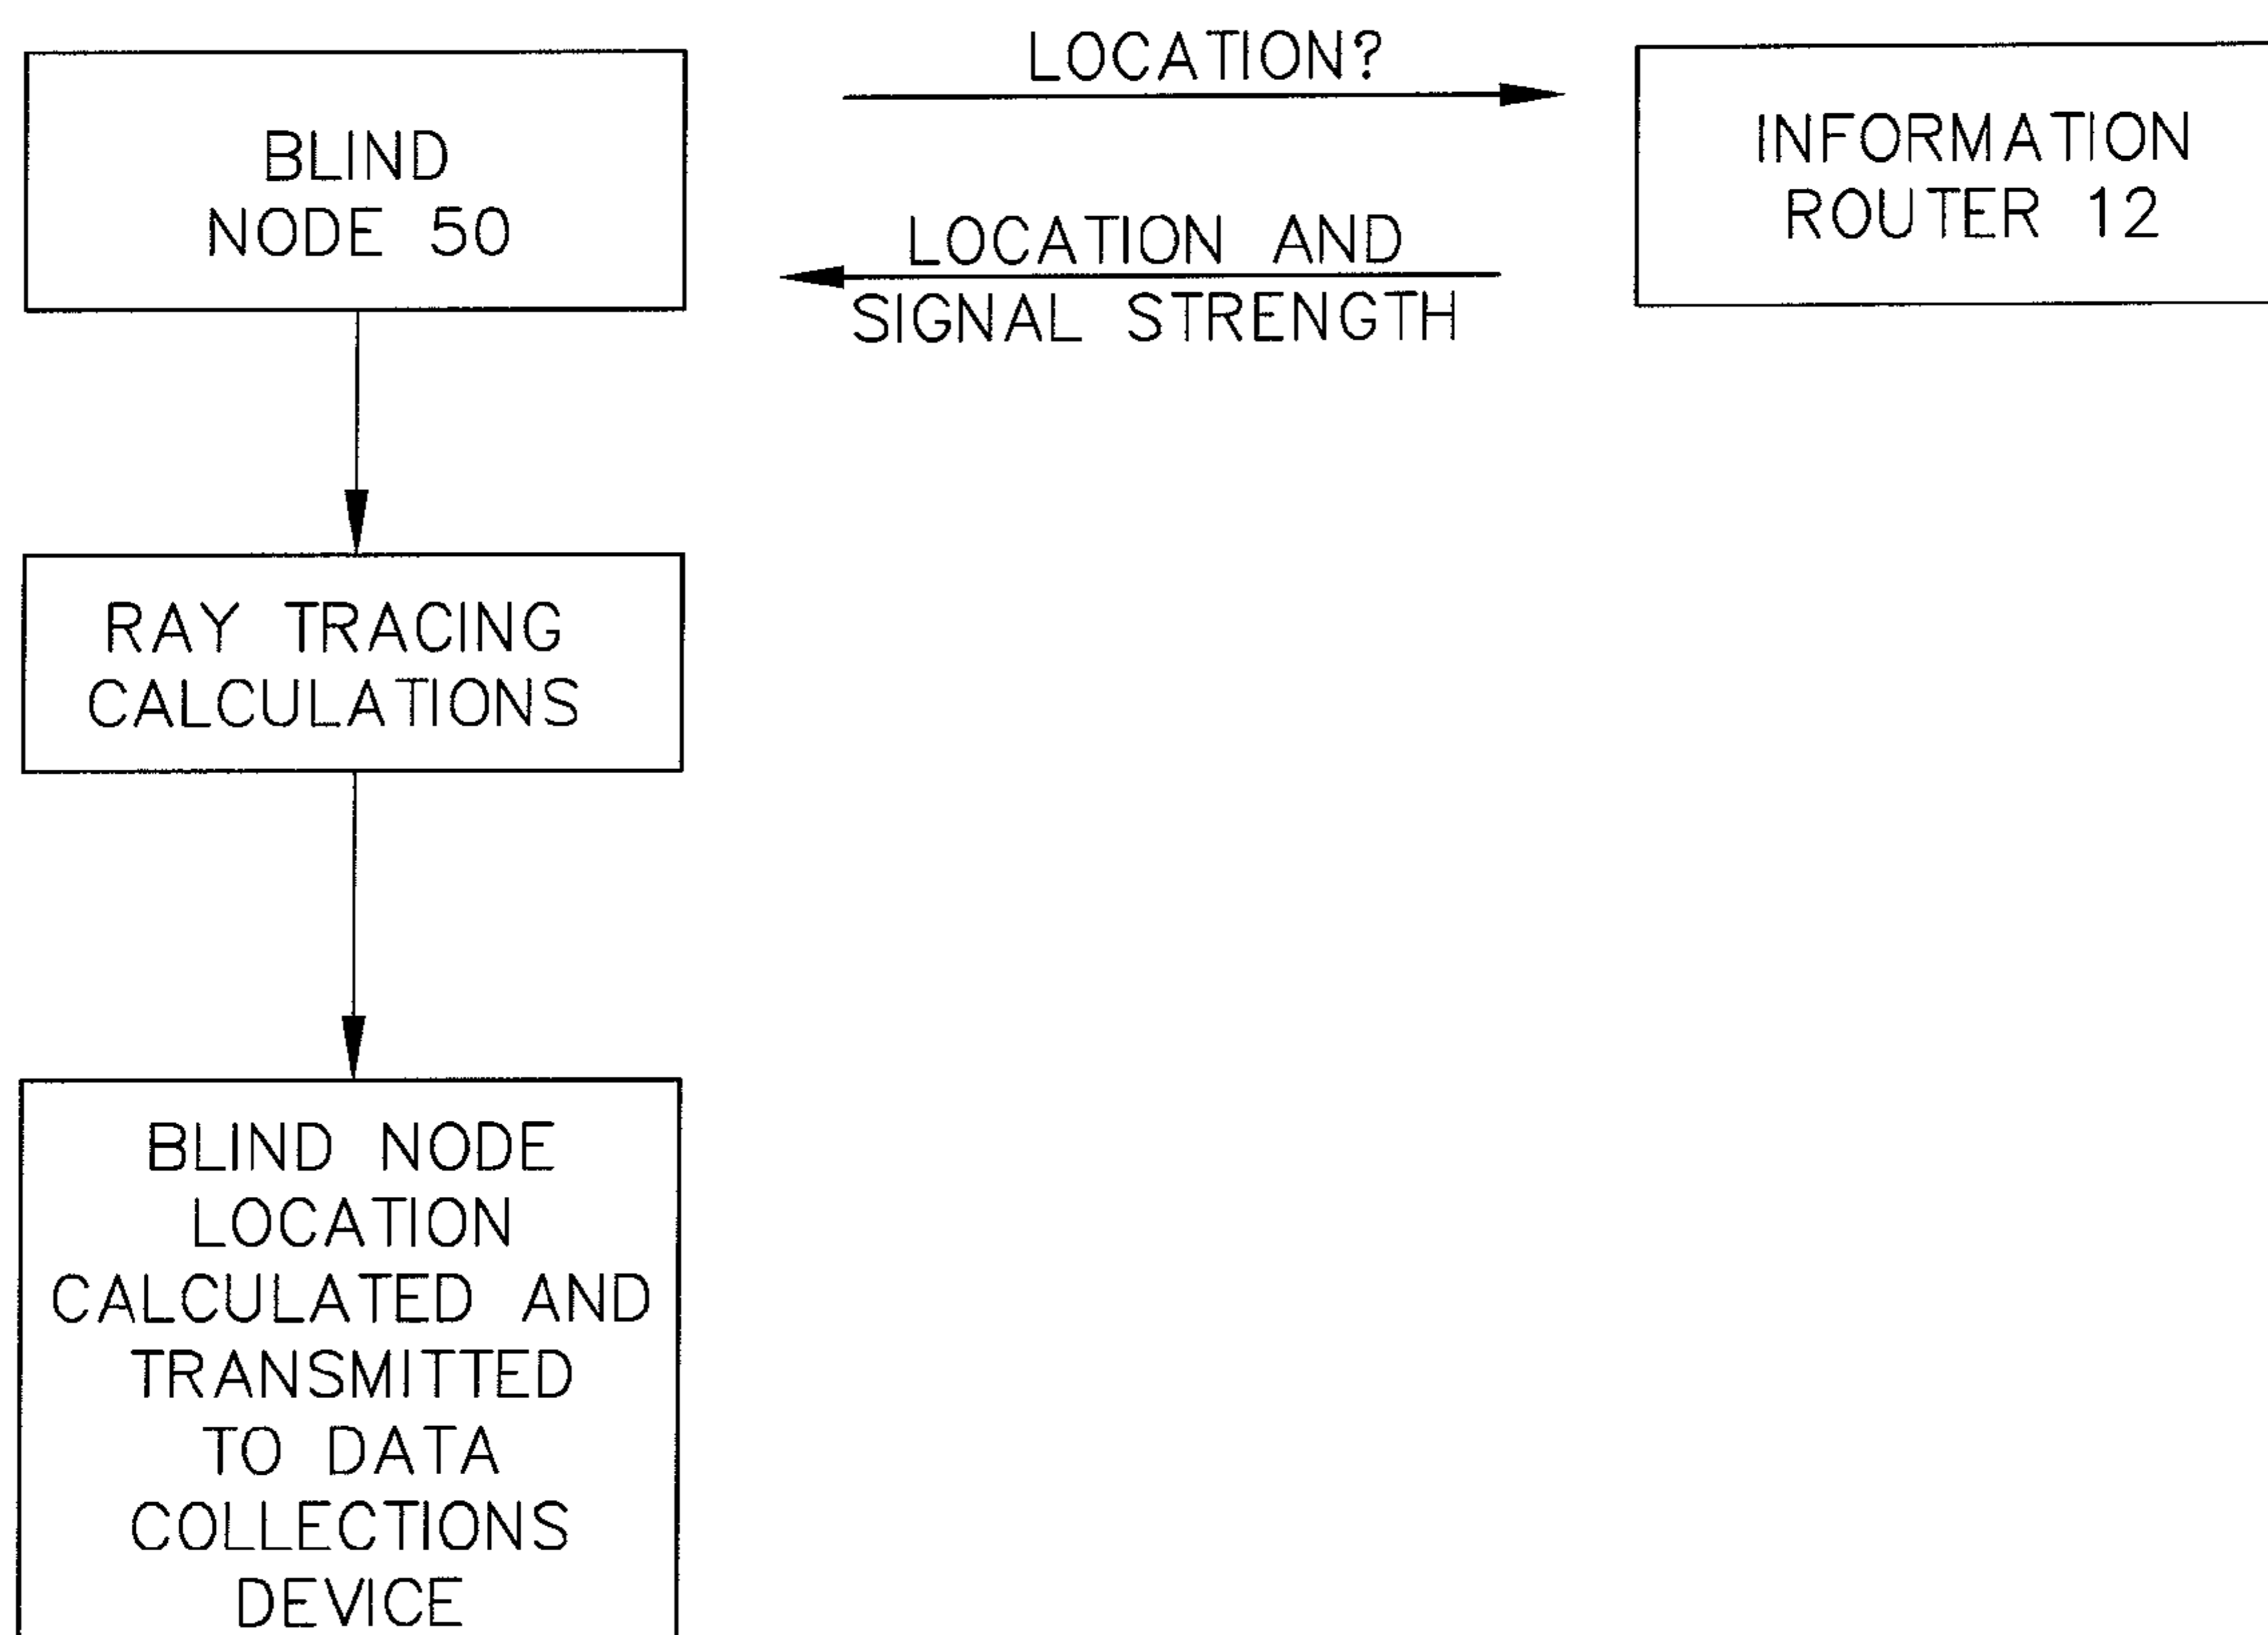 BLIND
NODE 50
LOCATION?
LOCATION AND
SIGNAL STRENGTH
INFORMATION
ROUTER 12
RAY TRACING
CALCULATIONS
BLIND NODE
LOCATION
CALCULATED AND
TRANSMITTED
TO DATA
COLLECTIONS
DEVICE